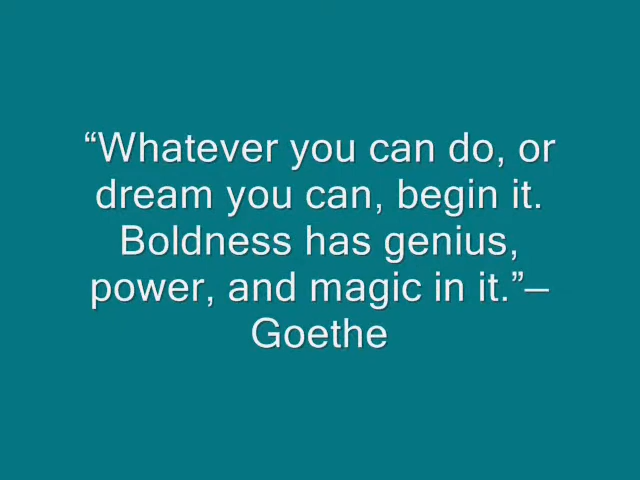 “Whatever you can do, or
dream you can, begin it.
Boldness has genius,
power, and magic in it.”–
Goethe